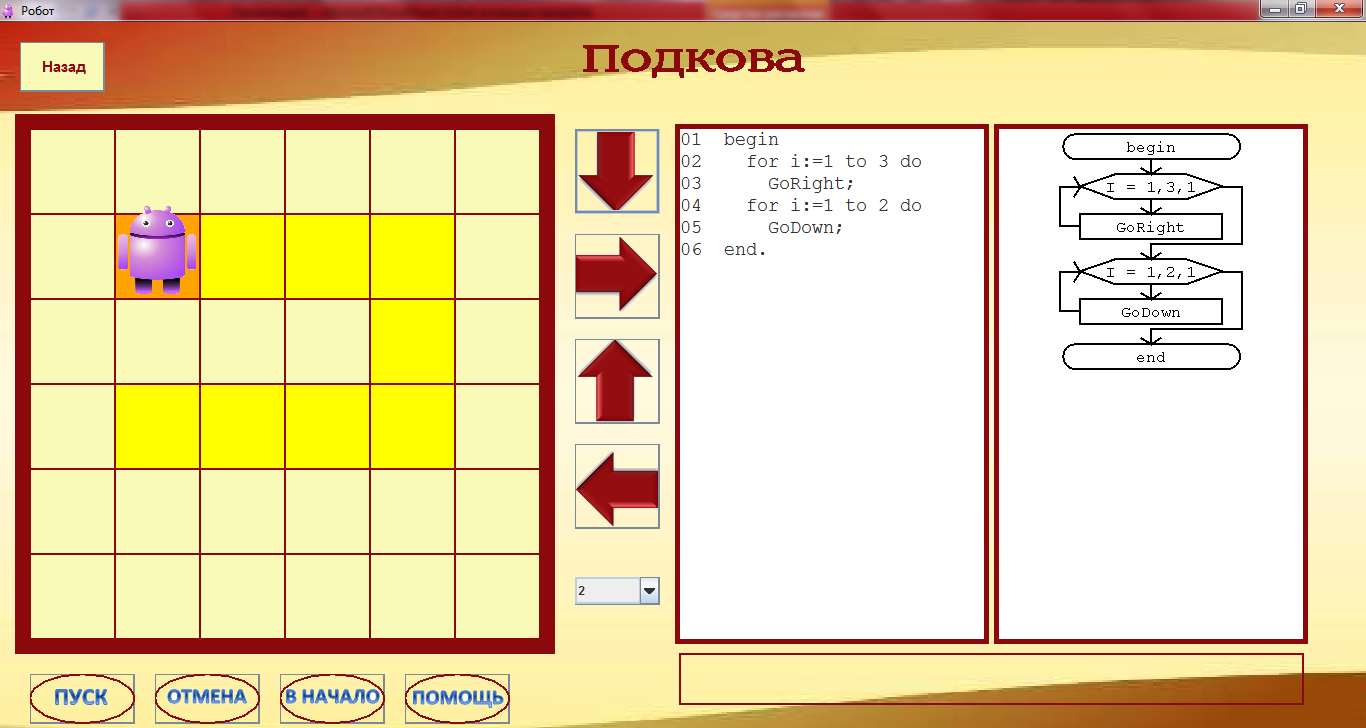 Робот
Назад
Подкова
01 begin
02 for i:=1 to 3 do
03 GoRight;
04 for i:=1 to 2 do
05 GoDown;
06 end.
begin
I = 1,3,1
GoRight
I = 1,2,1
GoDown
end
2
ПУСК
ОТМЕНА
В НАЧАЛО
ПОМОЩЬ